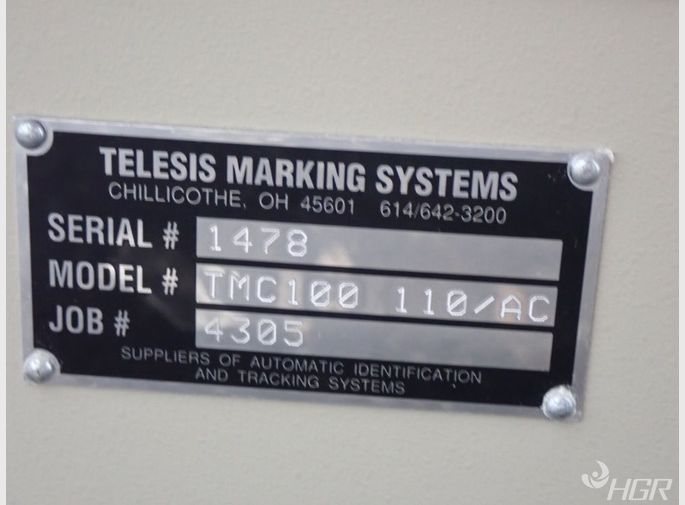 TELESIS MARKING SYSTEMS
CHILLICOTHE, OH 45601 614/642-3200
SERIAL # 1478
MODEL # TMC100 110/AC
JOB # 4305
SUPPLIERS OF AUTOMATIC IDENTIFICATION
AND TRACKING SYSTEMS
HGR